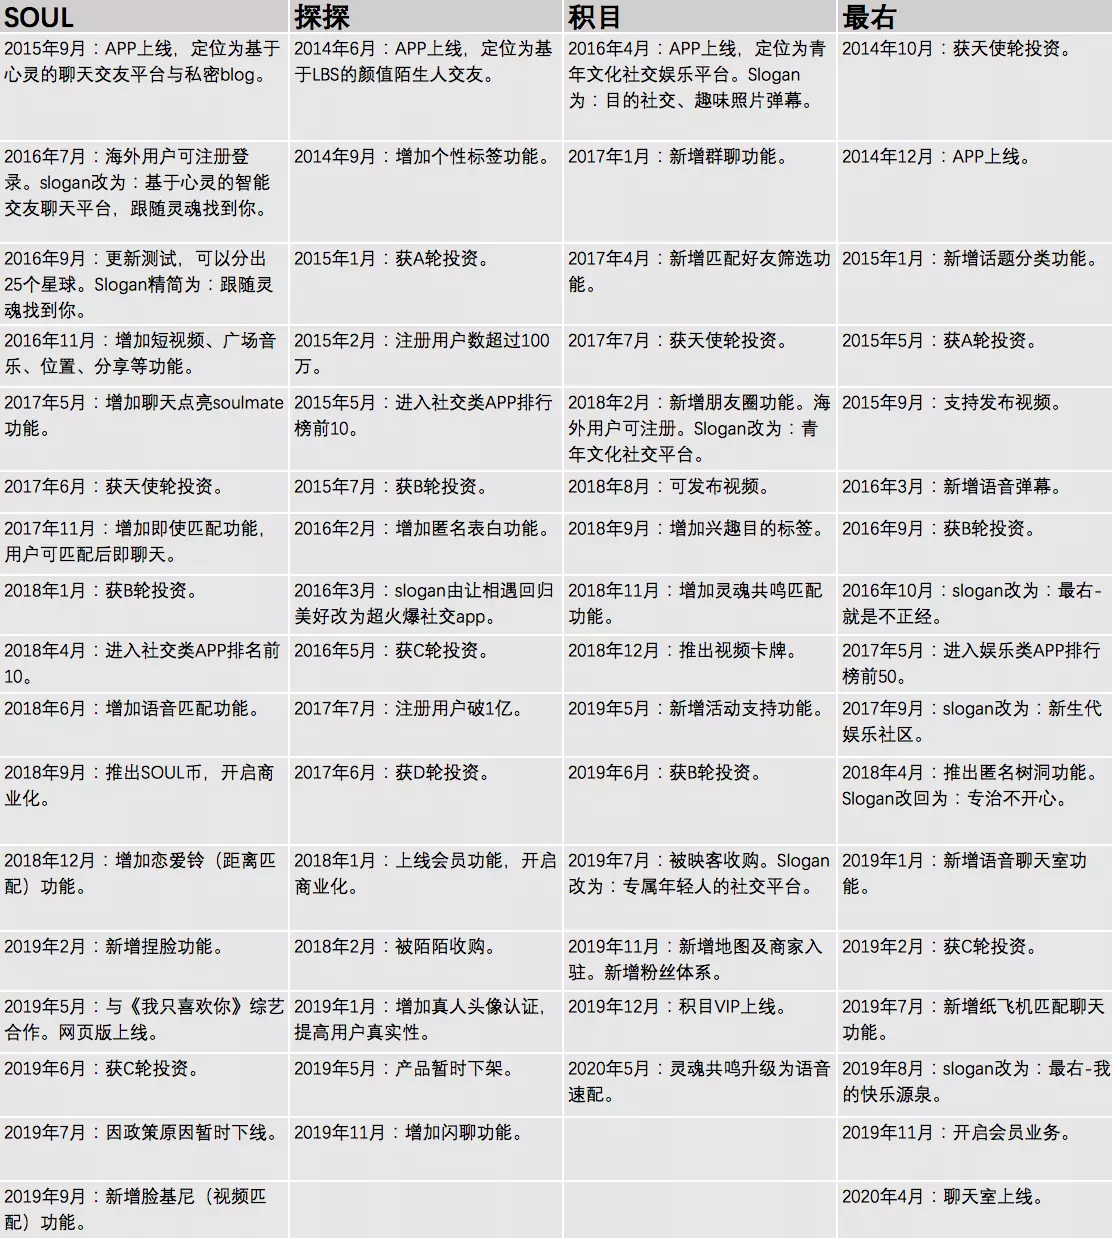 SOUL
探探
积目
最右
2015年9月：APP上线，定位为基于
心灵的聊天交友平台与私密blog。
2014年6月：APP上线，定位为基
于LBS的颜值陌生人交友。
2016年4月：APP上线，定位为青
年文化社交娱乐平台。Slogan
为：目的社交、趣味照片弹幕。
2014年10月：获天使轮投资。
2016年7月：海外用户可注册登
录。slogan改为：基于心灵的智能
交友聊天平台，跟随灵魂找到你。
2014年9月：增加个性标签功能。
2017年1月：新增群聊功能。
2014年12月：APP上线。
2016年9月：更新测试，可以分出
25个星球。Slogan精简为：跟随灵
魂找到你。
2015年1月：获A轮投资。
2017年4月：新增匹配好友筛选功
能。
2015年1月：新增话题分类功能。
2016年11月：增加短视频、广场音
乐、位置、分享等功能。
2015年2月：注册用户数超过100
万。
2017年7月：获天使轮投资。
2015年5月：获A轮投资。
2017年5月：增加聊天点亮soulmate
功能。
2015年5月：进入社交类APP排行
榜前10。
2018年2月：新增朋友圈功能。海
外用户可注册。Slogan改为：青
年文化社交平台。
2015年9月：支持发布视频。
2017年6月：获天使轮投资。
2015年7月：获B轮投资。
2018年8月：可发布视频。
2016年3月：新增语音弹幕。
2017年11月：增加即使匹配功能，
用户可匹配后即聊天。
2016年2月：增加匿名表白功能。
2018年9月：增加兴趣目的标签。
2016年9月：获B轮投资。
2018年1月：获B轮投资。
2016年3月：slogan由让相遇回归
美好改为超火爆社交app。
2018年11月：增加灵魂共鸣匹配
功能。
2016年10月：slogan改为：最右-
就是不正经。
2018年4月：进入社交类APP排名前
10。
2016年5月：获C轮投资。
2018年12月：推出视频卡牌。
2017年5月：进入娱乐类APP排行
榜前50。
2018年6月：增加语音匹配功能。
2017年7月：注册用户破1亿。
2019年5月：新增活动支持功能。
2017年9月：slogan改为：新生代
娱乐社区。
2018年9月：推出SOUL币，开启商
业化。
2017年6月：获D轮投资。
2019年6月：获B轮投资。
2018年4月：推出匿名树洞功能。
Slogan改回为：专治不开心。
2018年12月：增加恋爱铃（距离匹
配）功能。
2018年1月：上线会员功能，开启
商业化。
2019年7月：被映客收购。Slogan
改为：专属年轻人的社交平台。
2019年1月：新增语音聊天室功
能。
2019年2月：新增捏脸功能。
2018年2月：被陌陌收购。
2019年11月：新增地图及商家入
驻。新增粉丝体系。
2019年2月：获C轮投资。
2019年5月：与《我只喜欢你》综艺
合作。网页版上线。
2019年1月：增加真人头像认证，
提高用户真实性。
2019年12月：积目VIP上线。
2019年7月：新增纸飞机匹配聊天
功能。
2019年6月：获C轮投资。
2019年5月：产品暂时下架。
2020年5月：灵魂共鸣升级为语音
速配。
2019年8月：slogan改为：最右-我
的快乐源泉。
2019年7月：因政策原因暂时下线。
2019年11月：增加闪聊功能。
2019年11月：开启会员业务。
2019年9月：新增脸基尼（视频匹
配）功能。
2020年4月：聊天室上线。